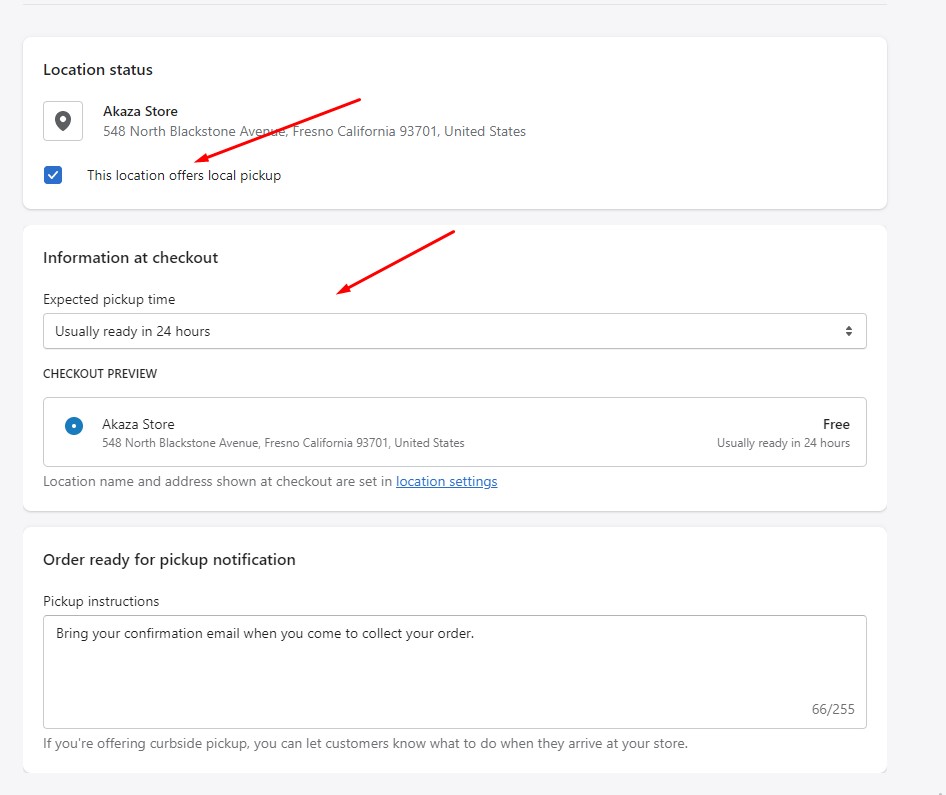 Location status
Akaza Store
548 North Blackstone Avenue, Fresno California 93701, United States
This location offers local pickup
Information at checkout
Expected pickup time
Usually ready in 24 hours
CHECKOUT PREVIEW
Akaza Store Free
548 North Blackstone Avenue, Fresno California 93701, United States Usually ready in 24 hours
Location name and address shown at checkout are set in location settings
Order ready for pickup notification
Pickup instructions
Bring your confirmation email when you come to collect your order.
66/255
If you're offering curbside pickup, you can let customers know what to do when they arrive at your store.